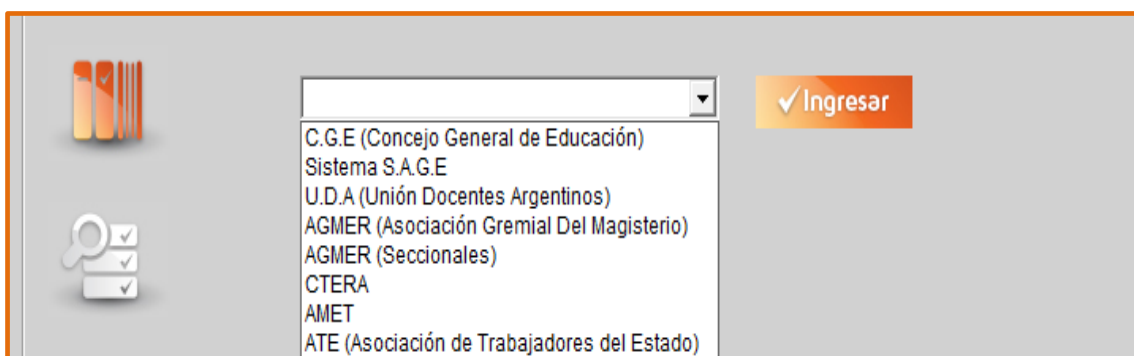 Ingresar
C.G.E (Concejo General de Educación)
Sistema S.A.G.E
U.D.A (Unión Docentes Argentinos)
AGMER (Asociación Gremial Del Magisterio)
AGMER (Seccionales)
CTERA
AMET
ATE (Asociación de Trabajadores del Estado)